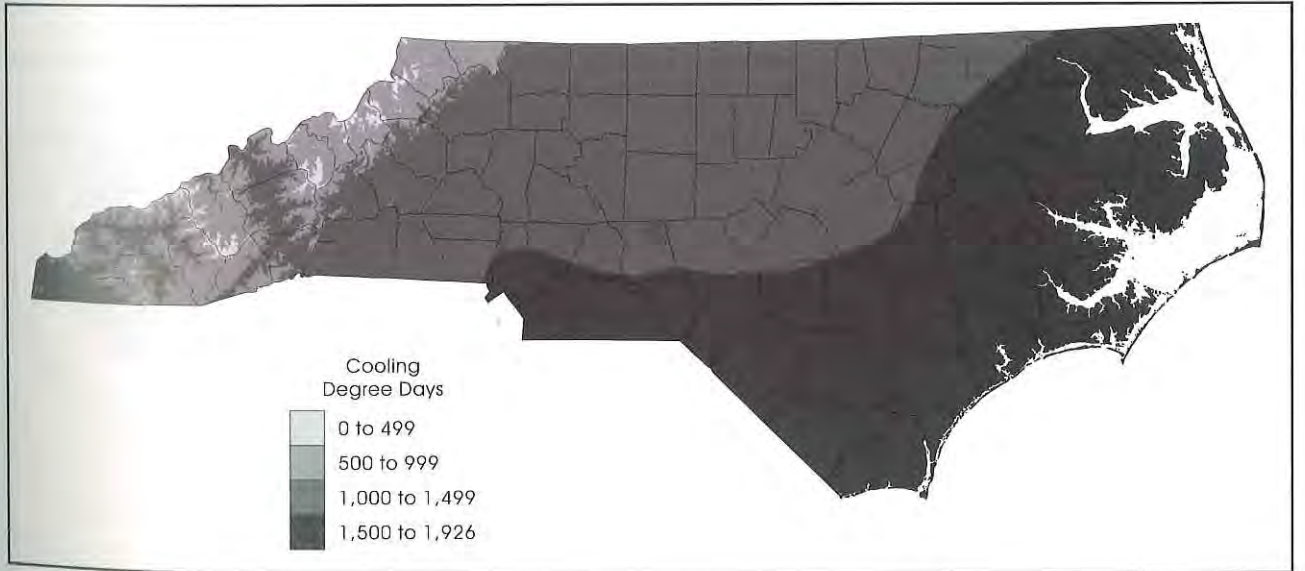 Cooling
Degree Days
0 to 499
500 to 999
1,000 to 1,499
1,500 to 1,926